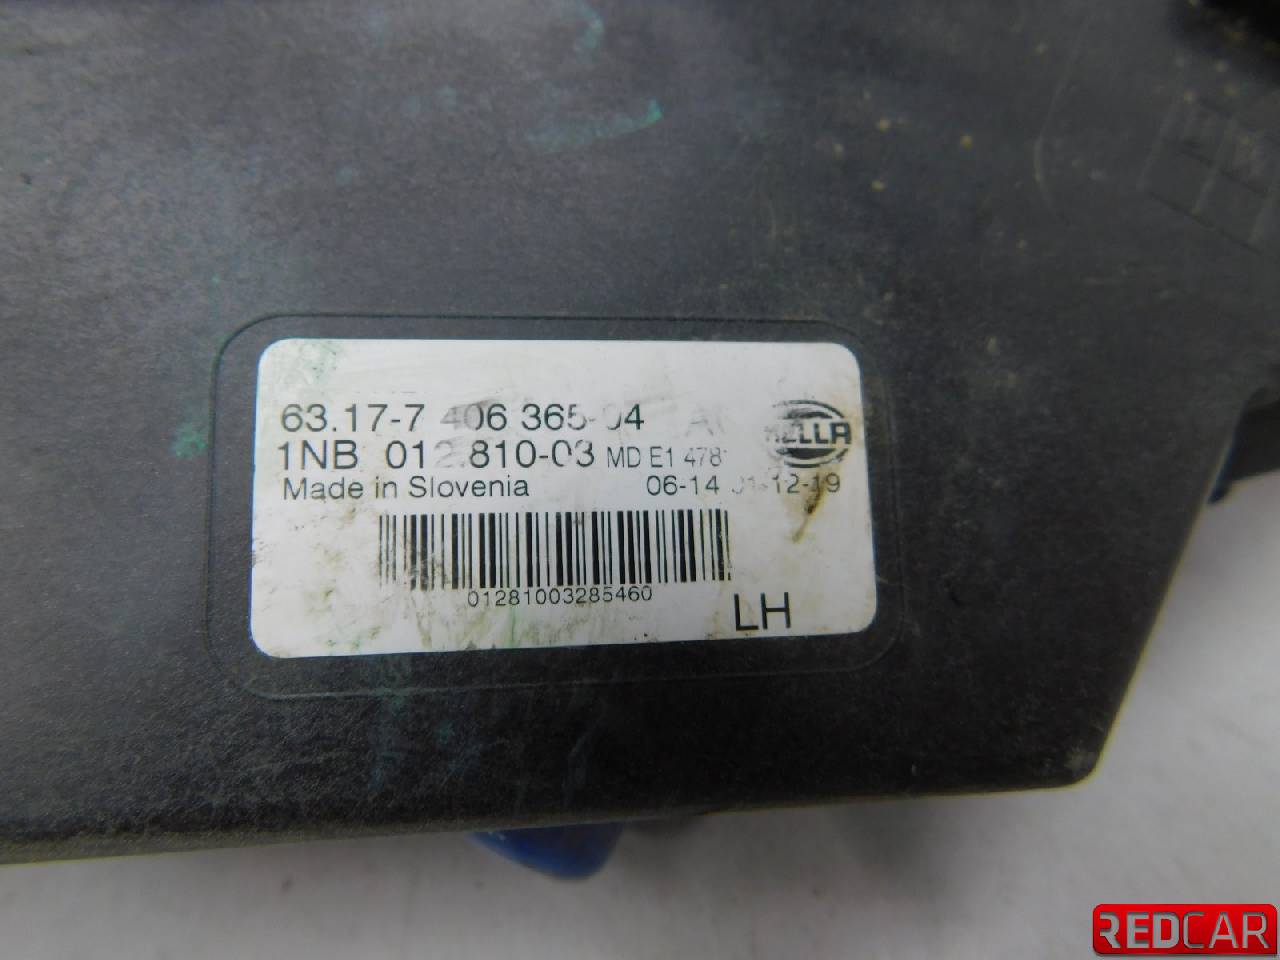 63.17-7 406 365-04
HELLA
1NB 012.810-03 MD E1 478
Made in Slovenia 06-14 01-12-19
01281003285460
LH
REDCAR